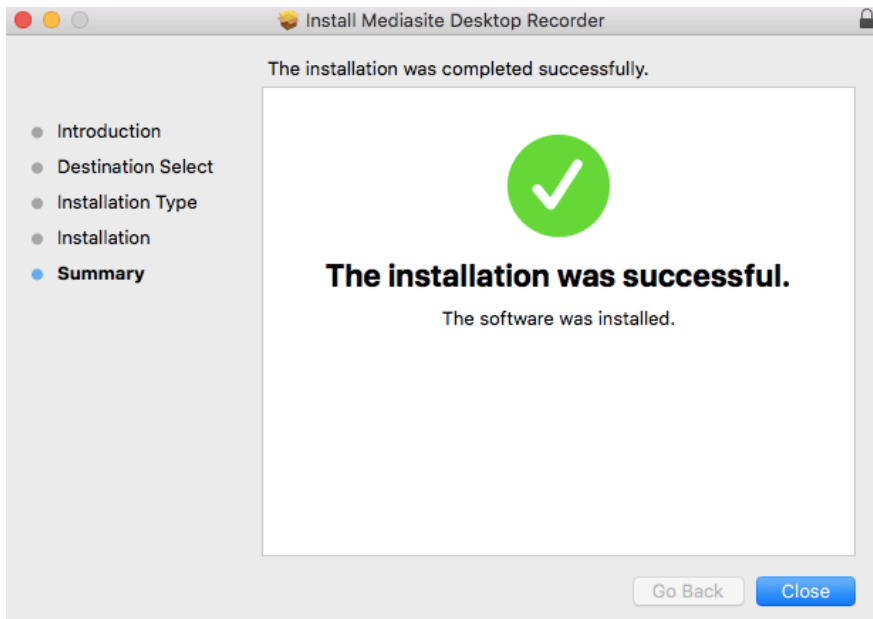 Install Mediasite Desktop Recorder
The installation was completed successfully.
Introduction
Destination Select
Installation Type
Installation
Summary
The installation was successful.
The software was installed.
Go Back
Close